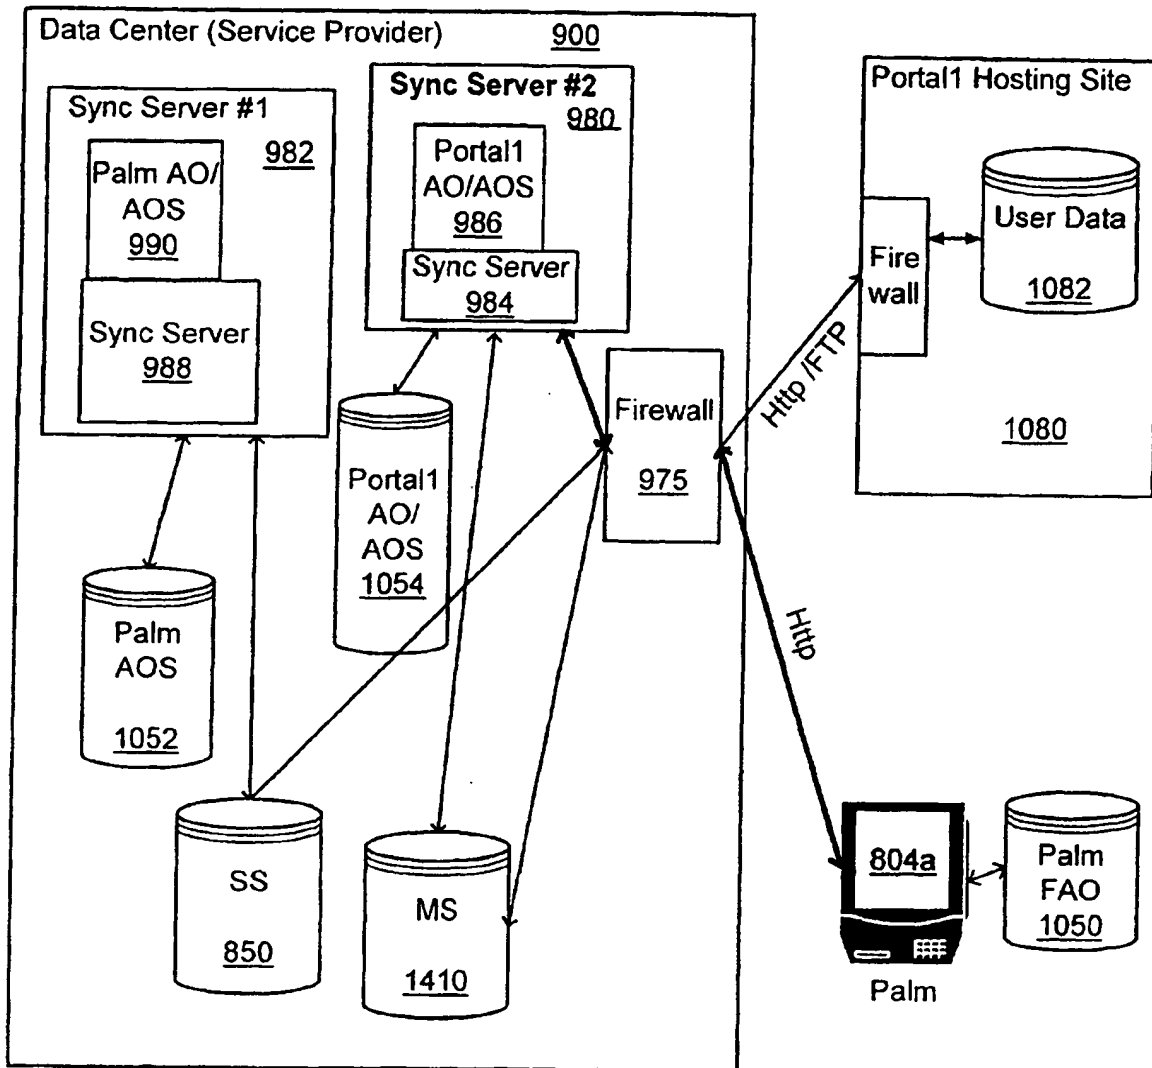 Data Center (Service Provider) 900
Sync Server #1
982
Palm AO/
AOS
990
Sync Server
988
Sync Server #2
980
Portal1
AO/AOS
986
Sync Server
984
Portal1 Hosting Site
Fire
wall
User Data
1082
1080
Firewall
975
Http /FTP
Http
Portal1
AO/
AOS
1054
Palm
AOS
1052
SS
850
MS
1410
804a
Palm
Palm
FAO
1050